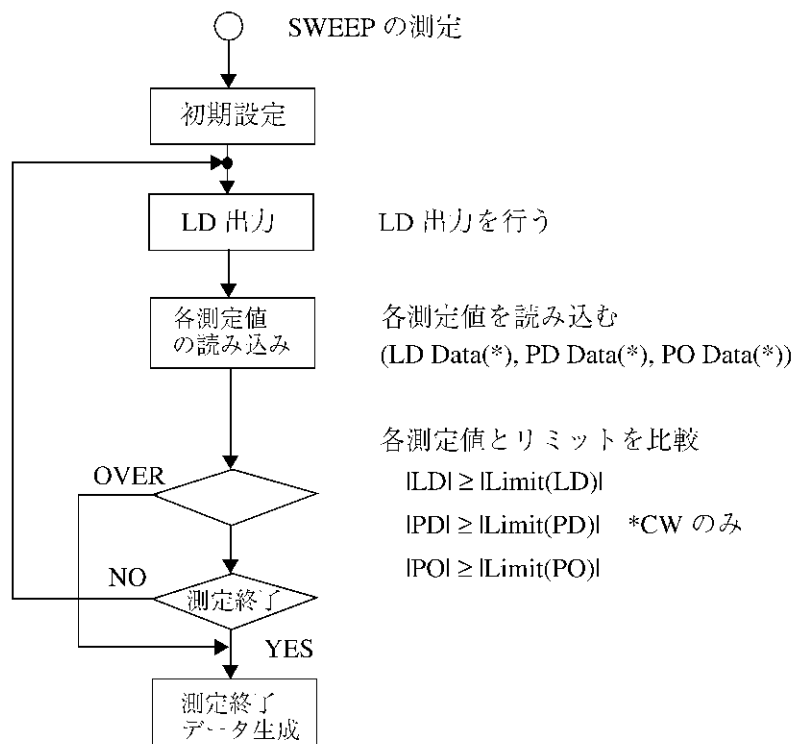 SWEEP の測定
初期設定
LD 出力
LD 出力を行う
各測定値
の読み込み
各測定値を読み込む
(LD Data(*), PD Data(*), PO Data(*))
各測定値とリミットを比較
|LD| ≥ |Limit(LD)|
|PD| ≥ |Limit(PD)| *CW のみ
|PO| ≥ |Limit(PO)|
OVER
NO
測定終了
YES
測定終了
データ生成